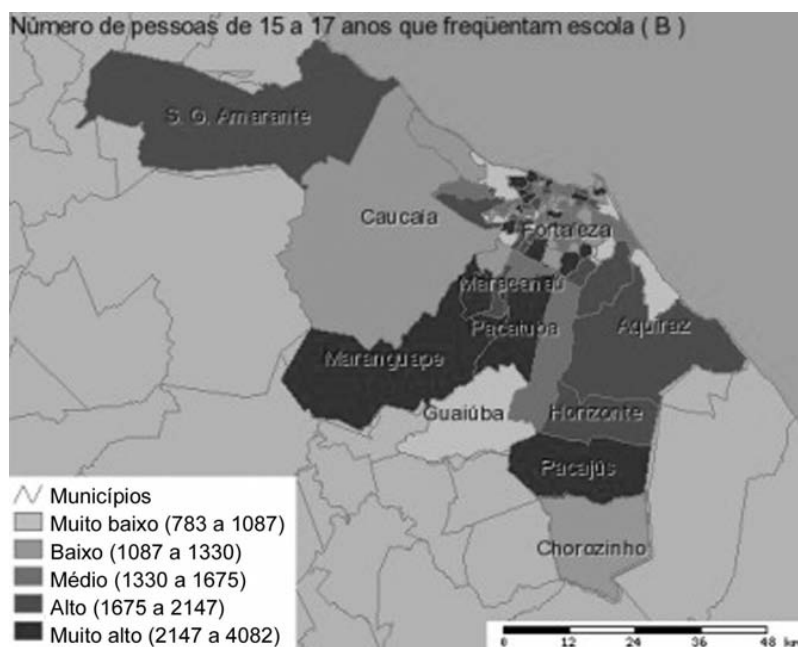 Número de pessoas de 15 a 17 anos que freqüentam escola ( B )
S. G. Amarante
Caucaia
Fortaleza
Maracanaú
Pacatuba
Aquiraz
Maranguape
Guaiúba
Horizonte
Pacajús
Chorozinho
Municípios
Muito baixo (783 a 1087)
Baixo (1087 a 1330)
Médio (1330 a 1675)
Alto (1675 a 2147)
Muito alto (2147 a 4082)
0 12 24 36 48 km